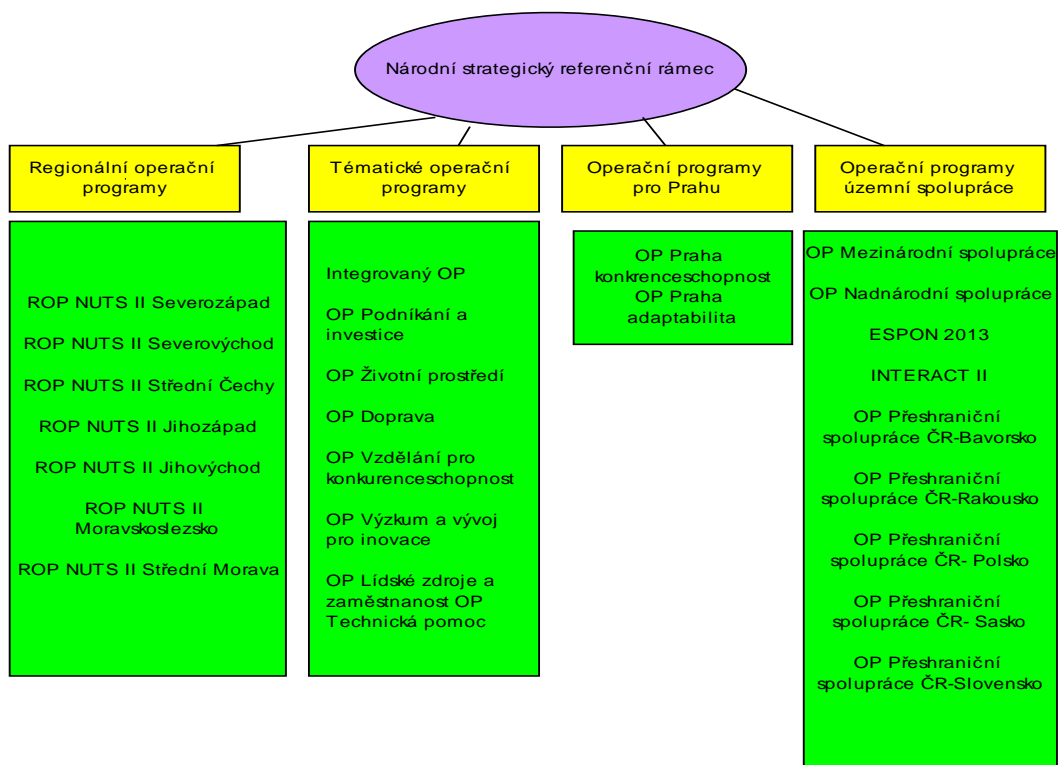 Národní strategický referenční rámec
Regionální operační
programy
Tématické operační
programy
Operační programy
pro Prahu
Operační programy
územní spolupráce
ROP NUTS II Severozápad
ROP NUTS II Severovýchod
ROP NUTS II Střední Čechy
ROP NUTS II Jihozápad
ROP NUTS II Jihovýchod
ROP NUTS II
Moravskoslezsko
ROP NUTS II Střední Morava
Integrovaný OP
OP Podníkání a
investice
OP Životní prostředí
OP Doprava
OP Vzdělání pro
konkurenceschopnost
OP Výzkum a vývoj
pro inovace
OP Lídské zdroje a
zaměstnanost OP
Technická pomoc
OP Praha
konkrenceschopnost
OP Praha
adaptabilita
OP Mezinárodní spolupráce
OP Nadnárodní spolupráce
ESPON 2013
INTERACT II
OP Přeshraniční
spolupráce ČR-Bavorsko
OP Přeshraniční
spolupráce ČR-Rakousko
OP Přeshraniční
spolupráce ČR- Polsko
OP Přeshraniční
spolupráce ČR- Sasko
OP Přeshraniční
spolupráce ČR-Slovensko